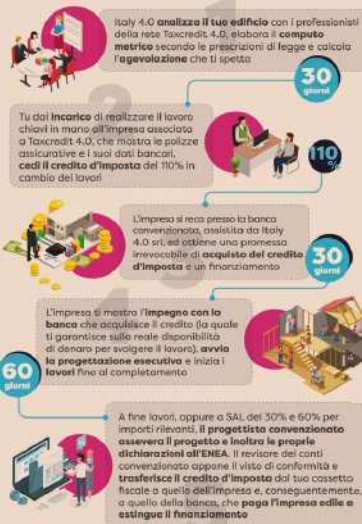 Italy 4.0 analizza il tuo edificio con i professionisti
della rete Taxcredit 4.0, elabora il computo
metrico secondo le prescrizioni di legge e calcola
l'agevolazione che ti spetta
30
giorni
Tu dai incarico di realizzare il lavoro
chiavi in mano all'impresa associata
a Taxcredit 4.0, che mostra le polizze
assicurative e i suoi dati bancari,
cedi il credito d'imposta del 110% in
cambio dei lavori
110%
L'impresa si reca presso la banca
convenzionata, assistita da Italy
4.0 srl, ed ottiene una promessa
irrevocabile di acquisto del credito
d'imposta e un finanziamento
30
giorni
L'impresa ti mostra l'impegno con la
banca che acquisisce il credito (la quale
ti garantisce sulla reale disponibilità
di denaro per svolgere il lavoro), avvia
la progettazione esecutiva e inizia i
lavori fino al completamento
60
giorni
A fine lavori, oppure a SAL del 30% e 60% per
importi rilevanti, il progettista convenzionato
assevera il progetto e inoltra le proprie
dichiarazioni all'ENEA. Il revisore dei conti
convenzionato appone il visto di conformità e
trasferisce il credito d'imposta dal tuo cassetto
fiscale a quello dell'impresa e, conseguentemente,
a quello della banca, che paga l'impresa edile e
estingue il finanziamento